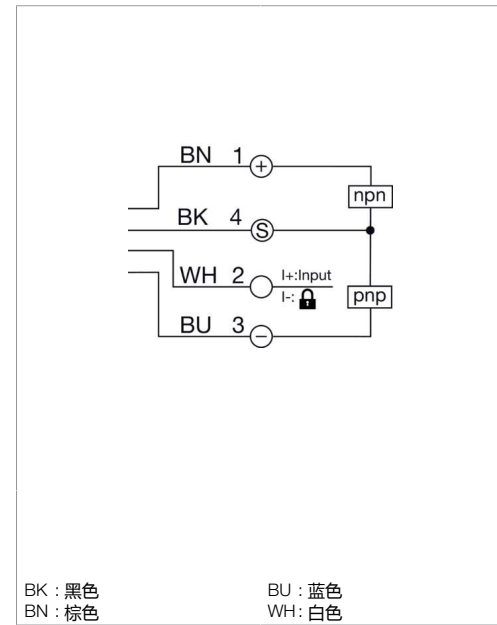 BN 1 +
npn
BK 4 S
WH 2 I+:Input
I-:
pnp
BU 3 −
BK : 黑色 BU : 蓝色
BN : 棕色 WH : 白色